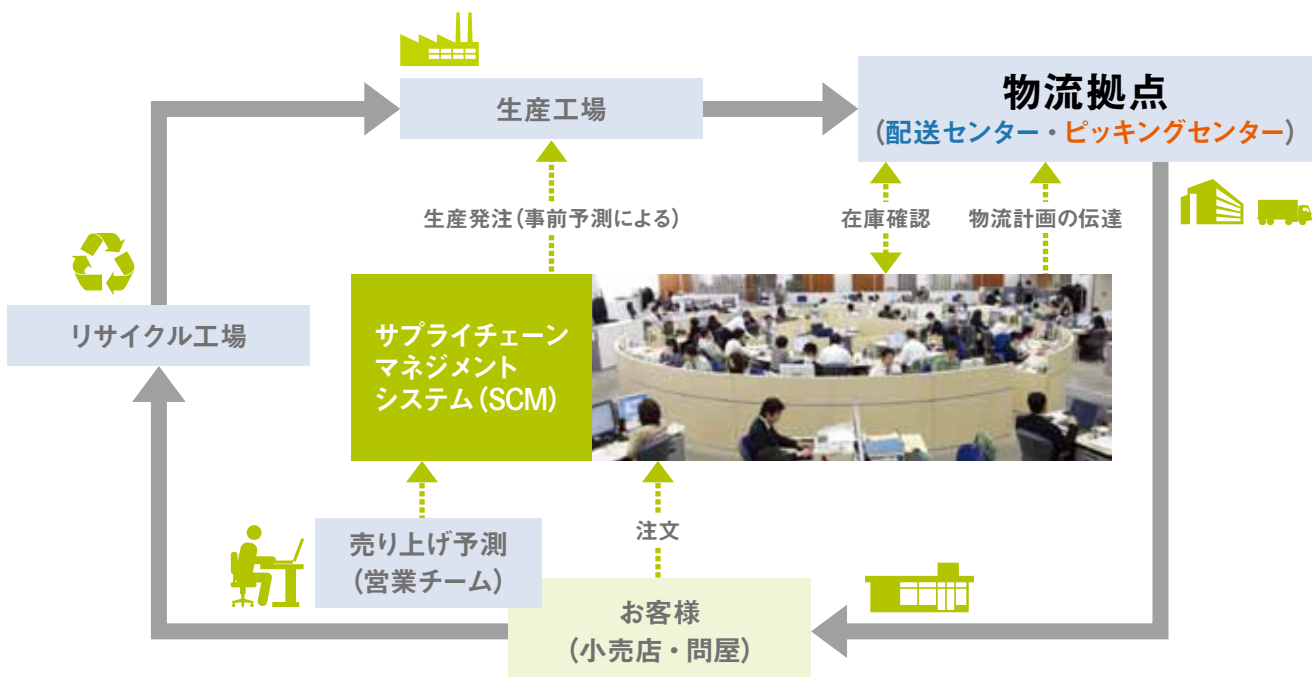 生産工場
物流拠点
(配送センター・ピッキングセンター)
生産発注(事前予測による)
在庫確認
物流計画の伝達
リサイクル工場
サプライチェーン
マネジメント
システム(SCM)
売り上げ予測
(営業チーム)
注文
お客様
(小売店・問屋)